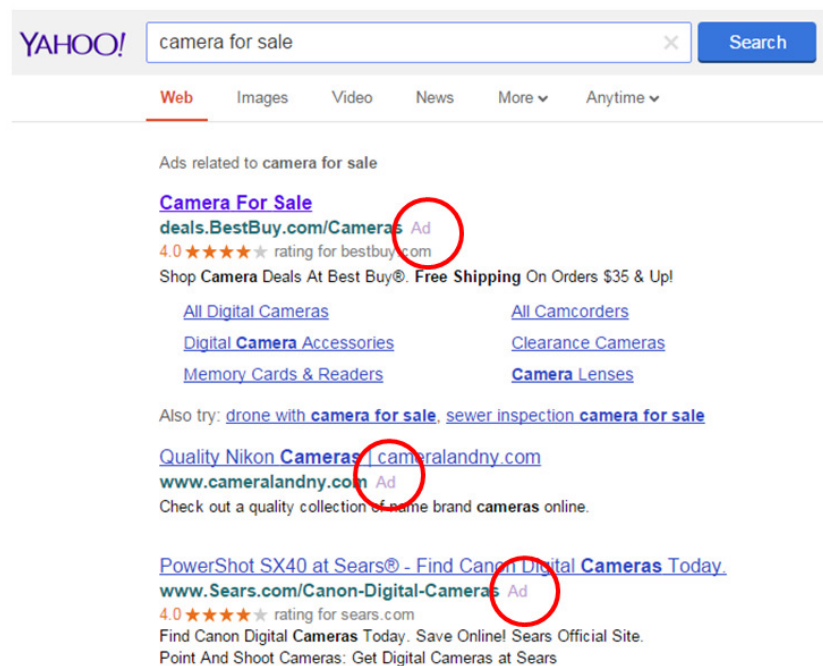 YAHOO! camera for sale × Search
Web Images Video News More Anytime
Ads related to camera for sale
Camera For Sale
deals.BestBuy.com/Cameras Ad
4.0 ★★★★★ rating for bestbuy.com
Shop Camera Deals At Best Buy®. Free Shipping On Orders $35 & Up!
All Digital Cameras All Camcorders
Digital Camera Accessories Clearance Cameras
Memory Cards & Readers Camera Lenses
Also try: drone with camera for sale, sewer inspection camera for sale
Quality Nikon Cameras | cameralandny.com
www.cameralandny.com Ad
Check out a quality collection of name brand cameras online.
PowerShot SX40 at Sears® - Find Canon Digital Cameras Today.
www.Sears.com/Canon-Digital-Cameras Ad
4.0 ★★★★★ rating for sears.com
Find Canon Digital Cameras Today. Save Online! Sears Official Site.
Point And Shoot Cameras: Get Digital Cameras at Sears